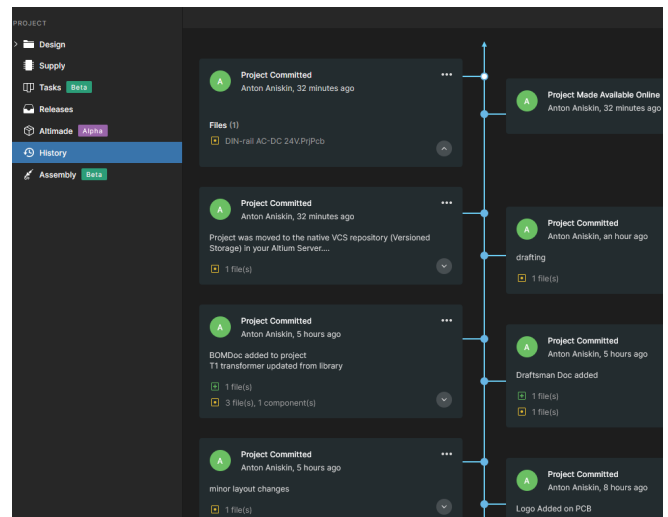 PROJECT
Design
Supply
Tasks Beta
Releases
Altimade Alpha
History
Assembly Beta
A
Project Committed
Anton Aniskin, 32 minutes ago
Files (1)
DIN-rail AC-DC 24V.PrjPcb
A
Project Made Available Online
Anton Aniskin, 32 minutes ago
A
Project Committed
Anton Aniskin, 32 minutes ago
Project was moved to the native VCS repository (Versioned
Storage) in your Altium Server....
1 file(s)
A
Project Committed
Anton Aniskin, an hour ago
drafting
1 file(s)
A
Project Committed
Anton Aniskin, 5 hours ago
BOMDoc added to project
T1 transformer updated from library
1 file(s)
3 file(s), 1 component(s)
A
Project Committed
Anton Aniskin, 5 hours ago
Draftsman Doc added
1 file(s)
1 file(s)
A
Project Committed
Anton Aniskin, 5 hours ago
minor layout changes
1 file(s)
A
Project Committed
Anton Aniskin, 8 hours ago
Logo Added on PCB